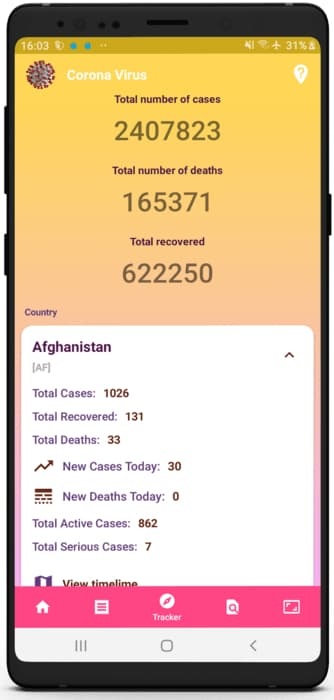 16:03 31%
Corona Virus
Total number of cases
2407823
Total number of deaths
165371
Total recovered
622250
Country
Afghanistan
[AF]
Total Cases: 1026
Total Recovered: 131
Total Deaths: 33
New Cases Today: 30
New Deaths Today: 0
Total Active Cases: 862
Total Serious Cases: 7
View timelime
Tracker